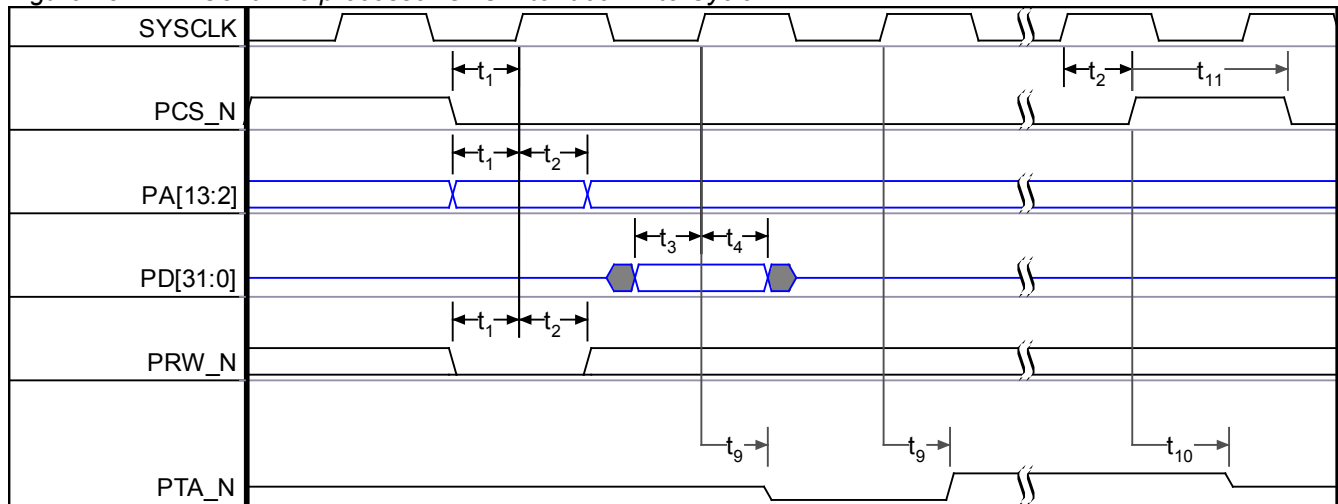 SYSCLK
t1 t2 t11
PCS_N
t1 t2
PA[13:2]
t3 t4
PD[31:0]
t1 t2
PRW_N
t9 t9 t10
PTA_N